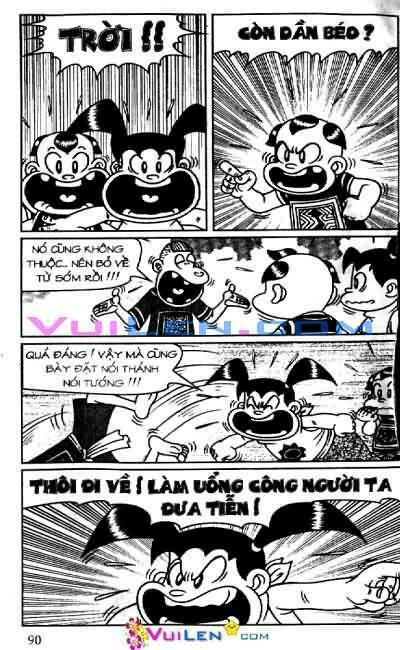 TRỜI !!
CÒN DẦN BÉO ?
NÓ CŨNG KHÔNG
THUỘC... NÊN BỎ VỀ
TỪ SỚM RỒI !!!
VUILEN.COM
QUÁ ĐÁNG ! VẬY MÀ CŨNG
BÀY ĐẶT NÓI THÁNH
NÓI TƯỚNG !!!
THÔI ĐI VỀ ! LÀM UỔNG CÔNG NGƯỜI TA
ĐƯA TIỄN !
90
VUILEN.COM